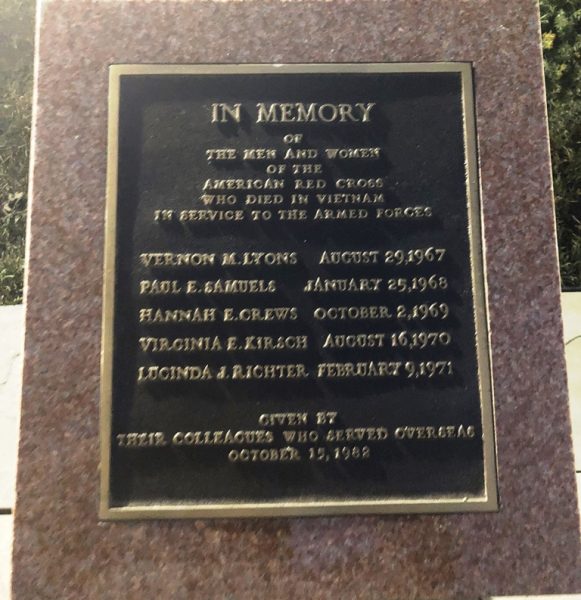 IN MEMORY
OF
THE MEN AND WOMEN
OF THE
AMERICAN RED CROSS
WHO DIED IN VIETNAM
IN SERVICE TO THE ARMED FORCES
VERNON M. LYONS AUGUST 29, 1967
PAUL E. SAMUELS JANUARY 25, 1968
HANNAH E. CREWS OCTOBER 2, 1969
VIRGINIA E. KIRSCH AUGUST 16, 1970
LUCINDA J. RICHTER FEBRUARY 9, 1971
GIVEN BY
THEIR COLLEAGUES WHO SERVED OVERSEAS
OCTOBER 15, 1982